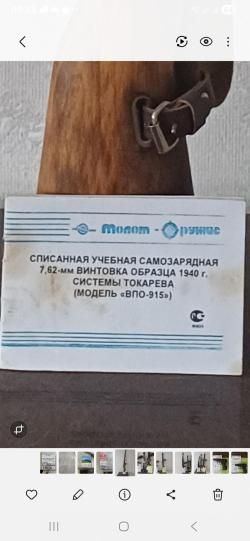 Молот - Оружие
СПИСАННАЯ УЧЕБНАЯ САМОЗАРЯДНАЯ
7,62-мм ВИНТОВКА ОБРАЗЦА 1940 г.
СИСТЕМЫ ТОКАРЕВА
(МОДЕЛЬ «ВПО-915»)